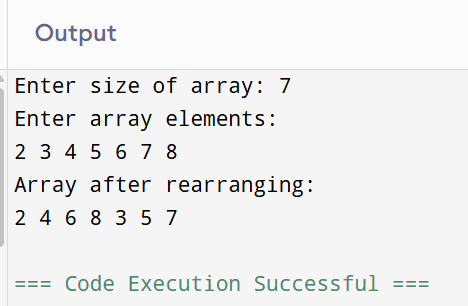 Output
Enter size of array: 7
Enter array elements:
2 3 4 5 6 7 8
Array after rearranging:
2 4 6 8 3 5 7
=== Code Execution Successful ===